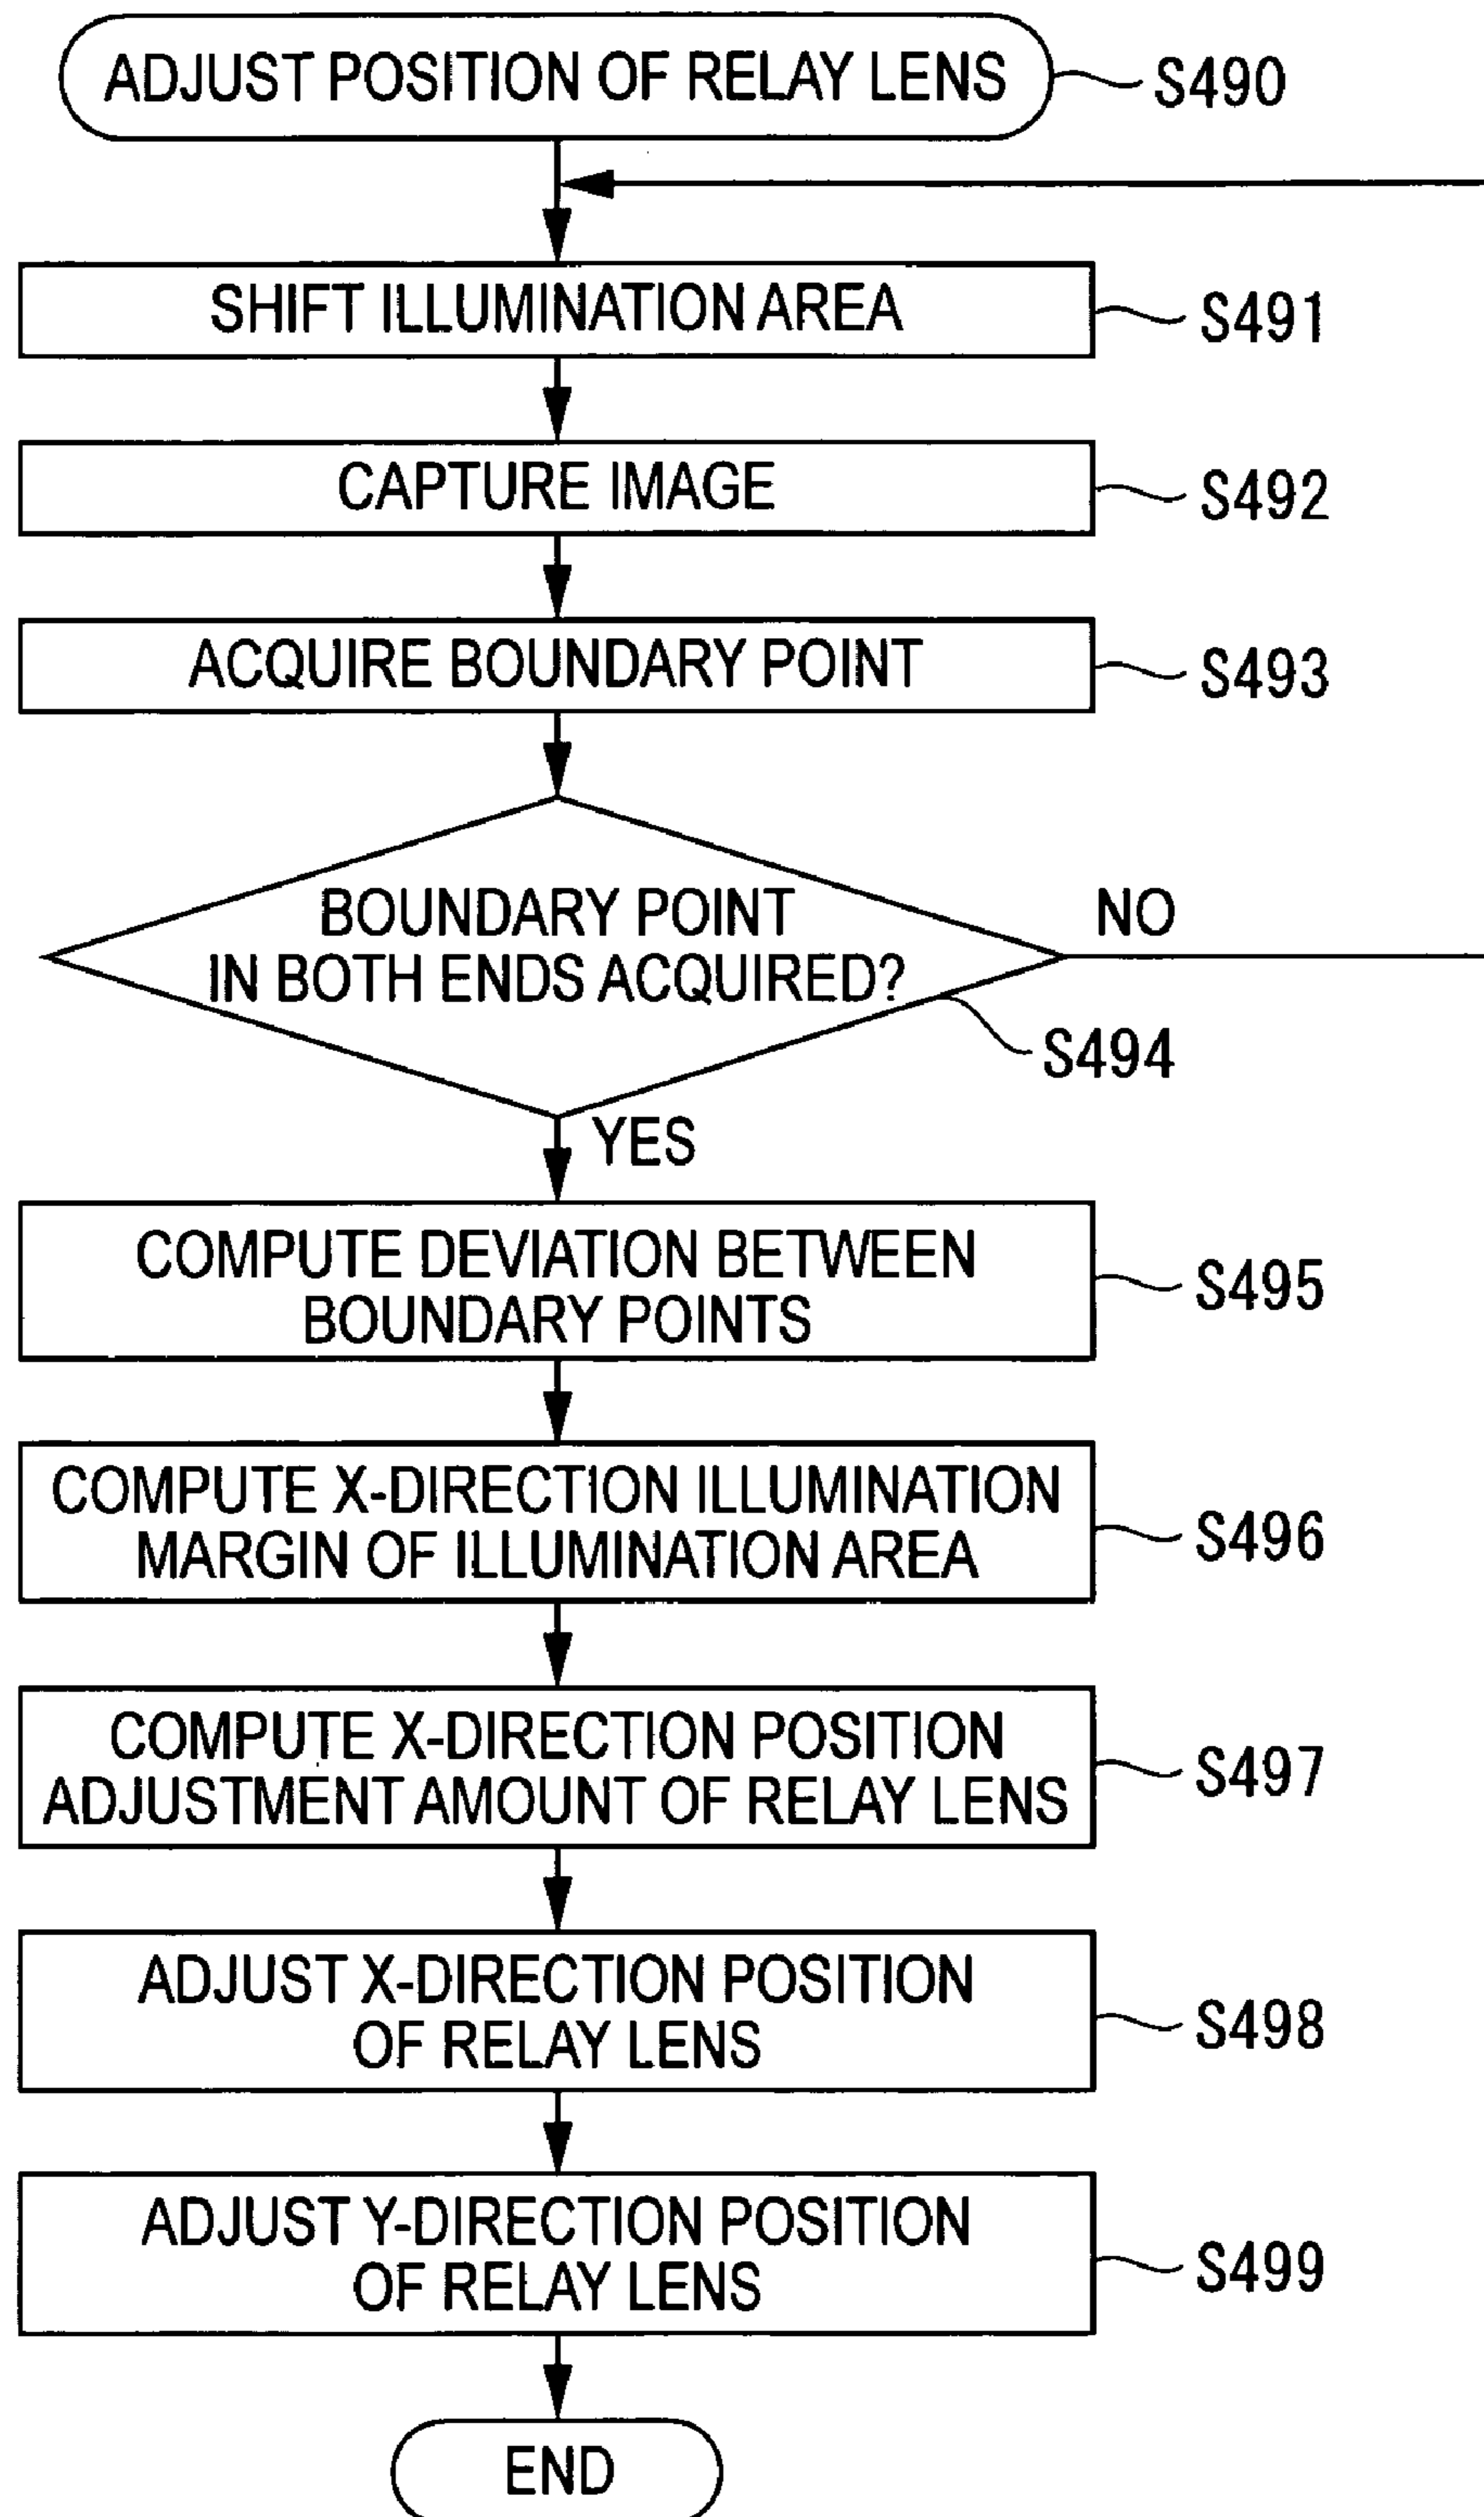 ADJUST POSITION OF RELAY LENS
S490
SHIFT ILLUMINATION AREA
S491
CAPTURE IMAGE
S492
ACQUIRE BOUNDARY POINT
S493
BOUNDARY POINT
IN BOTH ENDS ACQUIRED?
NO
S494
YES
COMPUTE DEVIATION BETWEEN
BOUNDARY POINTS
S495
COMPUTE X-DIRECTION ILLUMINATION
MARGIN OF ILLUMINATION AREA
S496
COMPUTE X-DIRECTION POSITION
ADJUSTMENT AMOUNT OF RELAY LENS
S497
ADJUST X-DIRECTION POSITION
OF RELAY LENS
S498
ADJUST Y-DIRECTION POSITION
OF RELAY LENS
S499
END